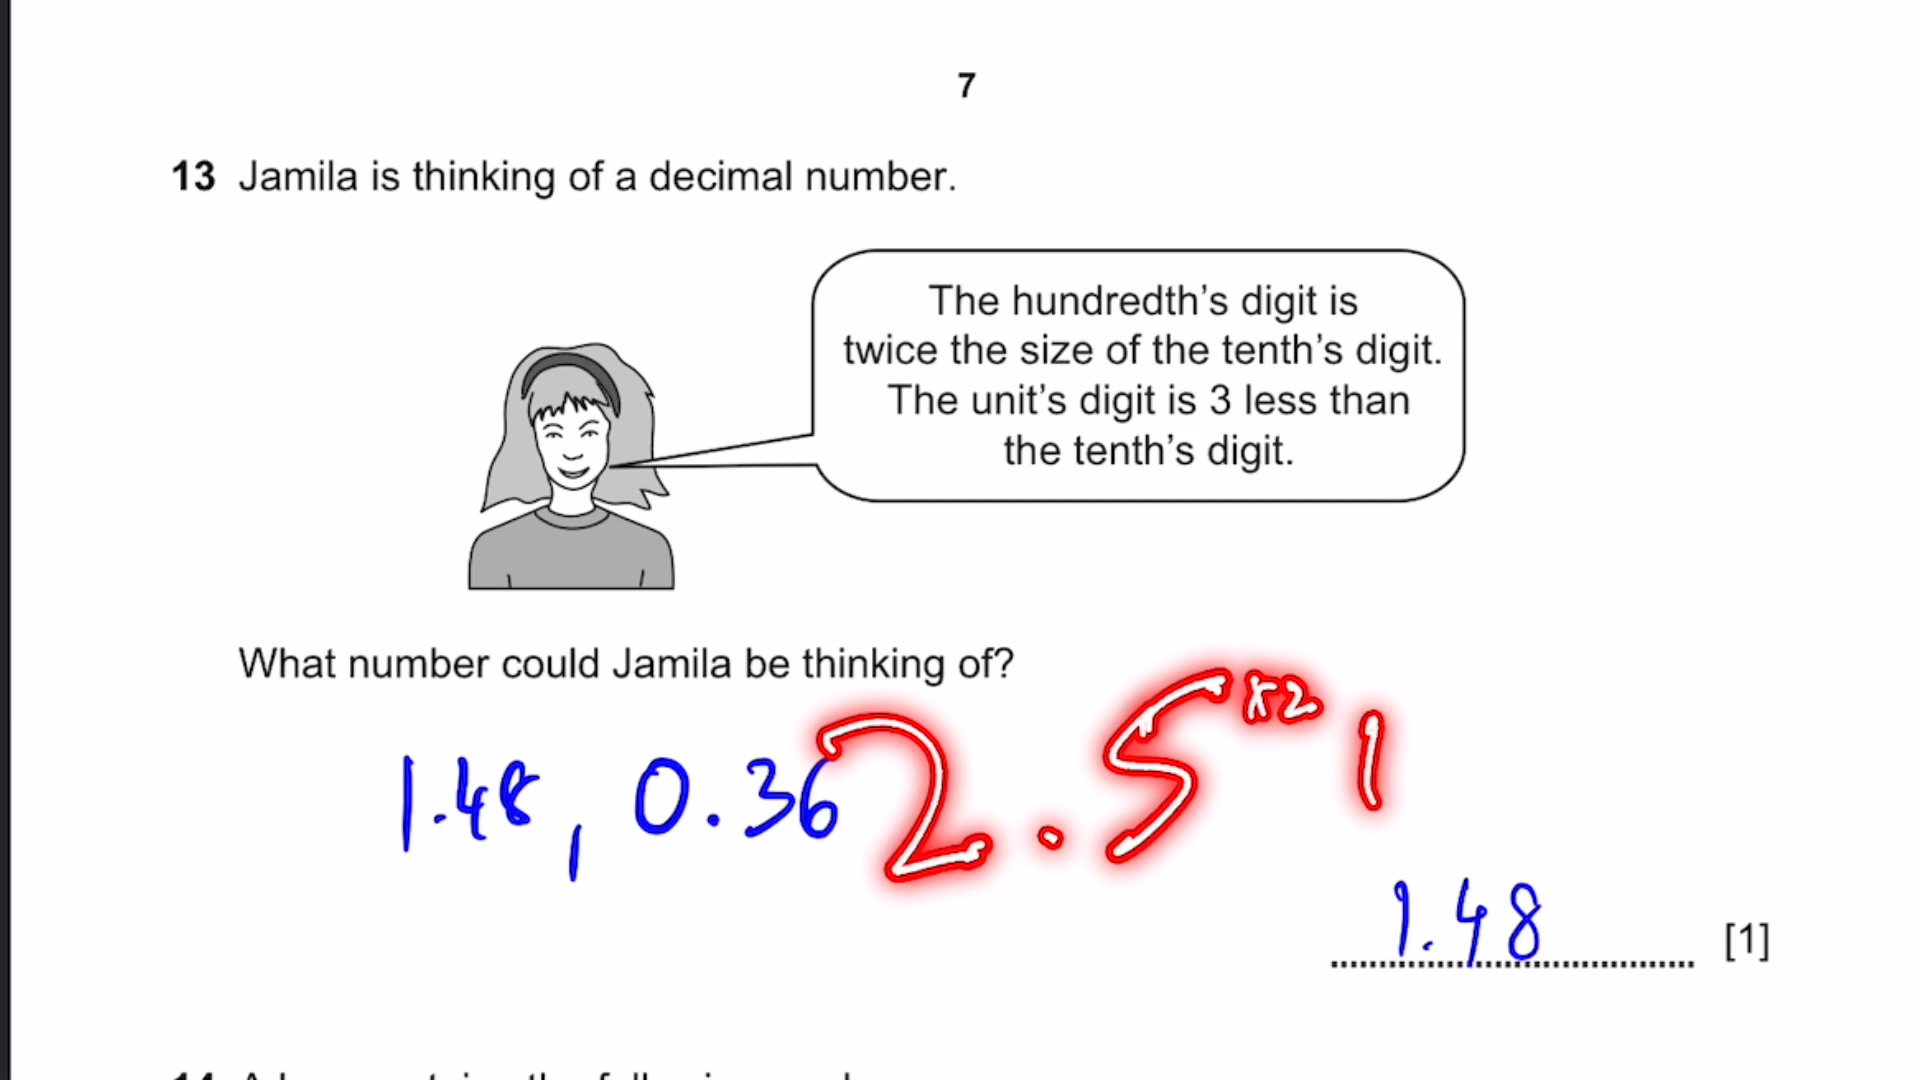 7
13 Jamila is thinking of a decimal number.
The hundredth's digit is
twice the size of the tenth's digit.
The unit's digit is 3 less than
the tenth's digit.
What number could Jamila be thinking of?
1.48, 0.36 2.5 x2 1
1.48 [1]